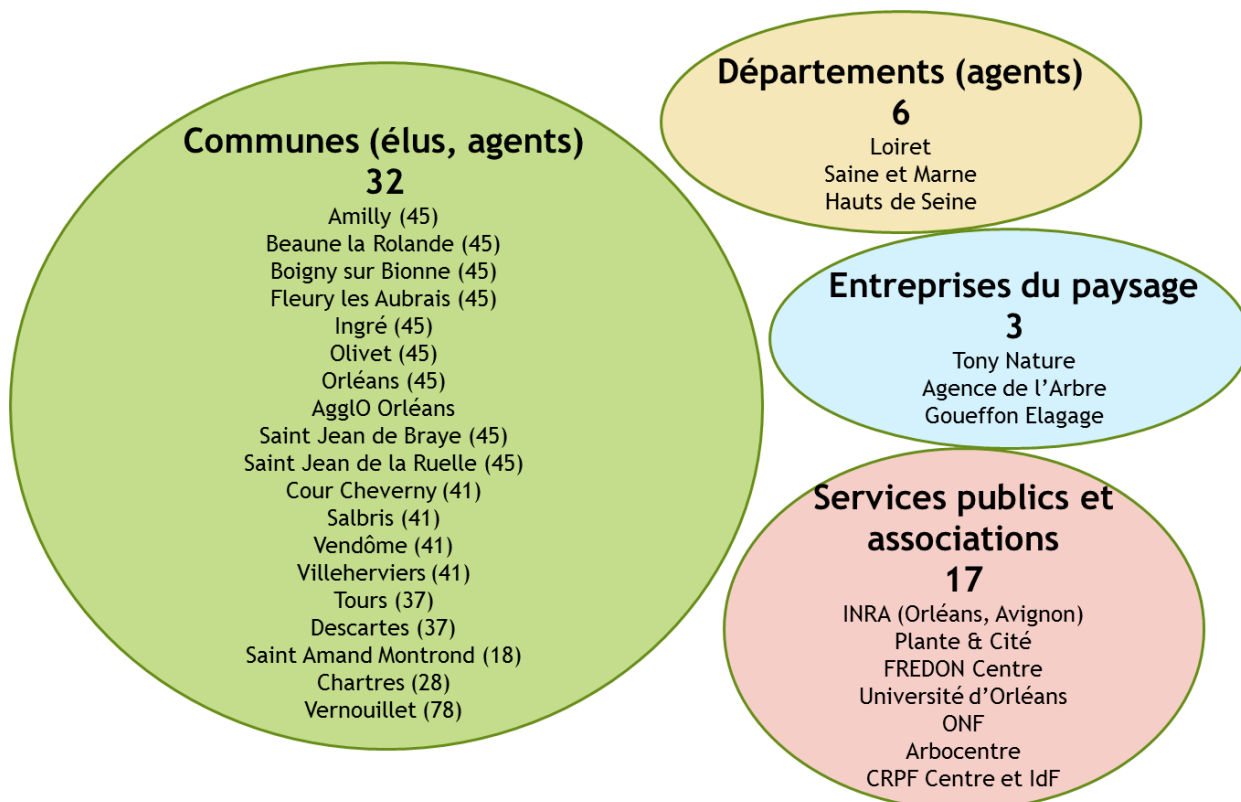 Communes (élus, agents)
32
Amilly (45)
Beaune la Rolande (45)
Boigny sur Bionne (45)
Fleury les Aubrais (45)
Ingré (45)
Olivet (45)
Orléans (45)
AgglO Orléans
Saint Jean de Braye (45)
Saint Jean de la Ruelle (45)
Cour Cheverny (41)
Salbris (41)
Vendôme (41)
Villeherviers (41)
Tours (37)
Descartes (37)
Saint Amand Montrond (18)
Chartres (28)
Vernouillet (78)
Départements (agents)
6
Loiret
Saine et Marne
Hauts de Seine
Entreprises du paysage
3
Tony Nature
Agence de l’Arbre
Goueffon Elagage
Services publics et
associations
17
INRA (Orléans, Avignon)
Plante & Cité
FREDON Centre
Université d’Orléans
ONF
Arbocentre
CRPF Centre et IdF